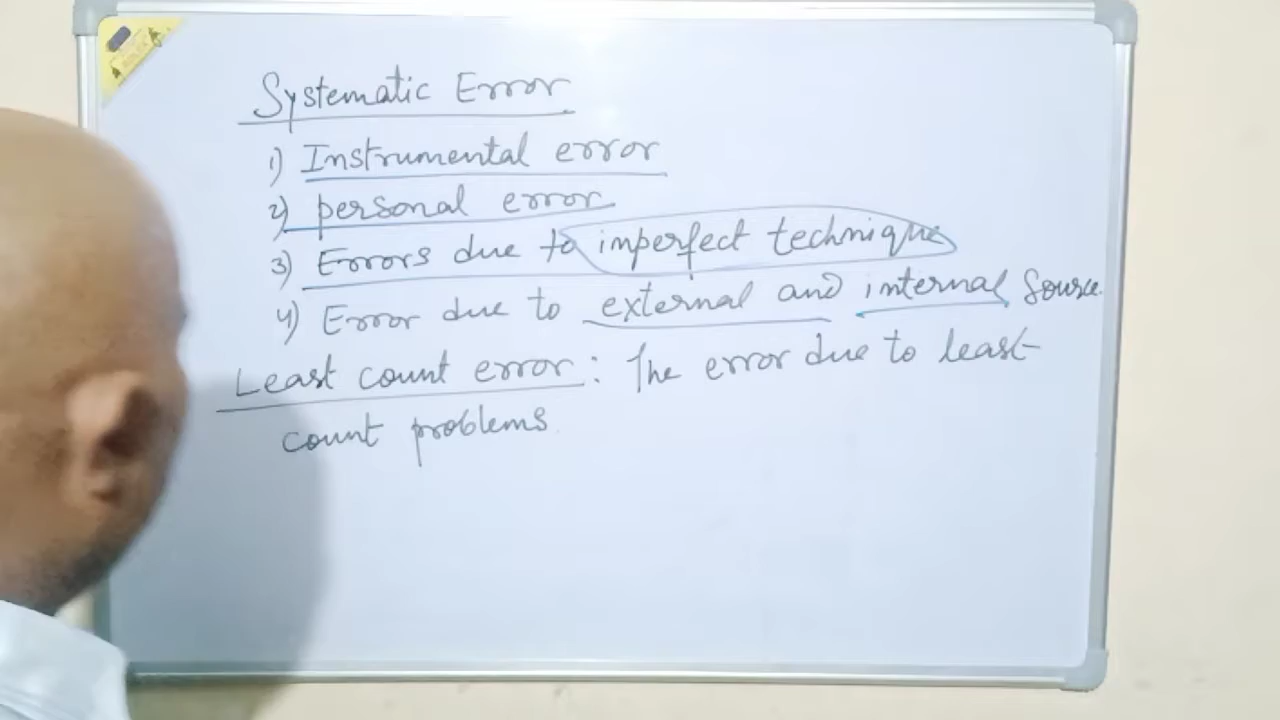 Systematic Error
1) Instrumental error
2) personal error
3) Errors due to imperfect technique
4) Error due to external and internal Source.
Least count error: The error due to least
count problems